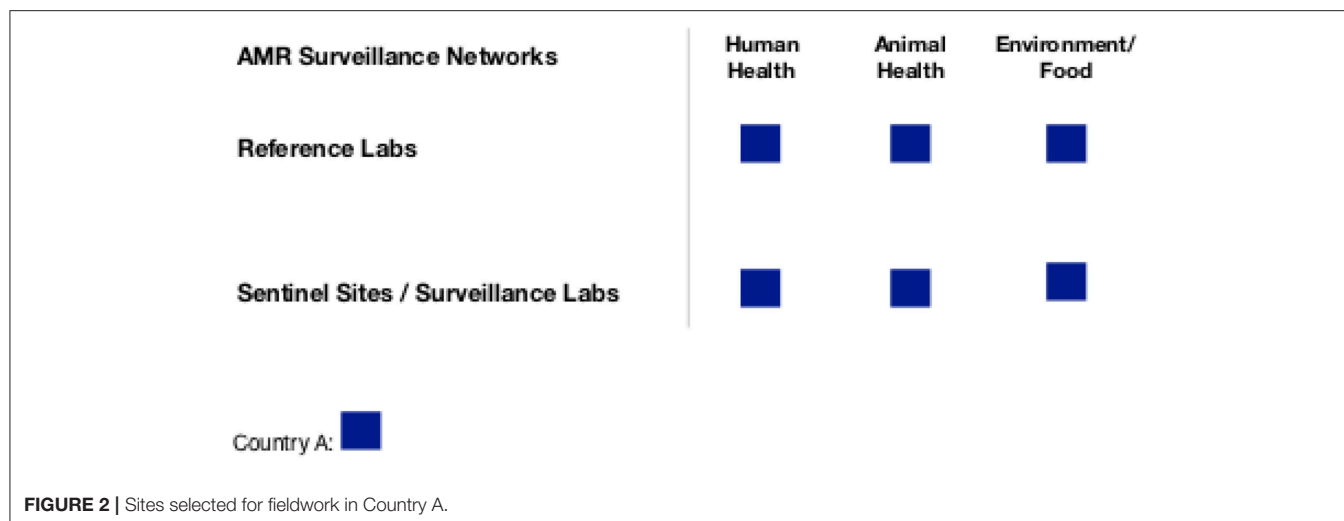 AMR Surveillance Networks
Human Health
Animal Health
Environment/ Food
Reference Labs
Sentinel Sites / Surveillance Labs
Country A:
FIGURE 2 | Sites selected for fieldwork in Country A.